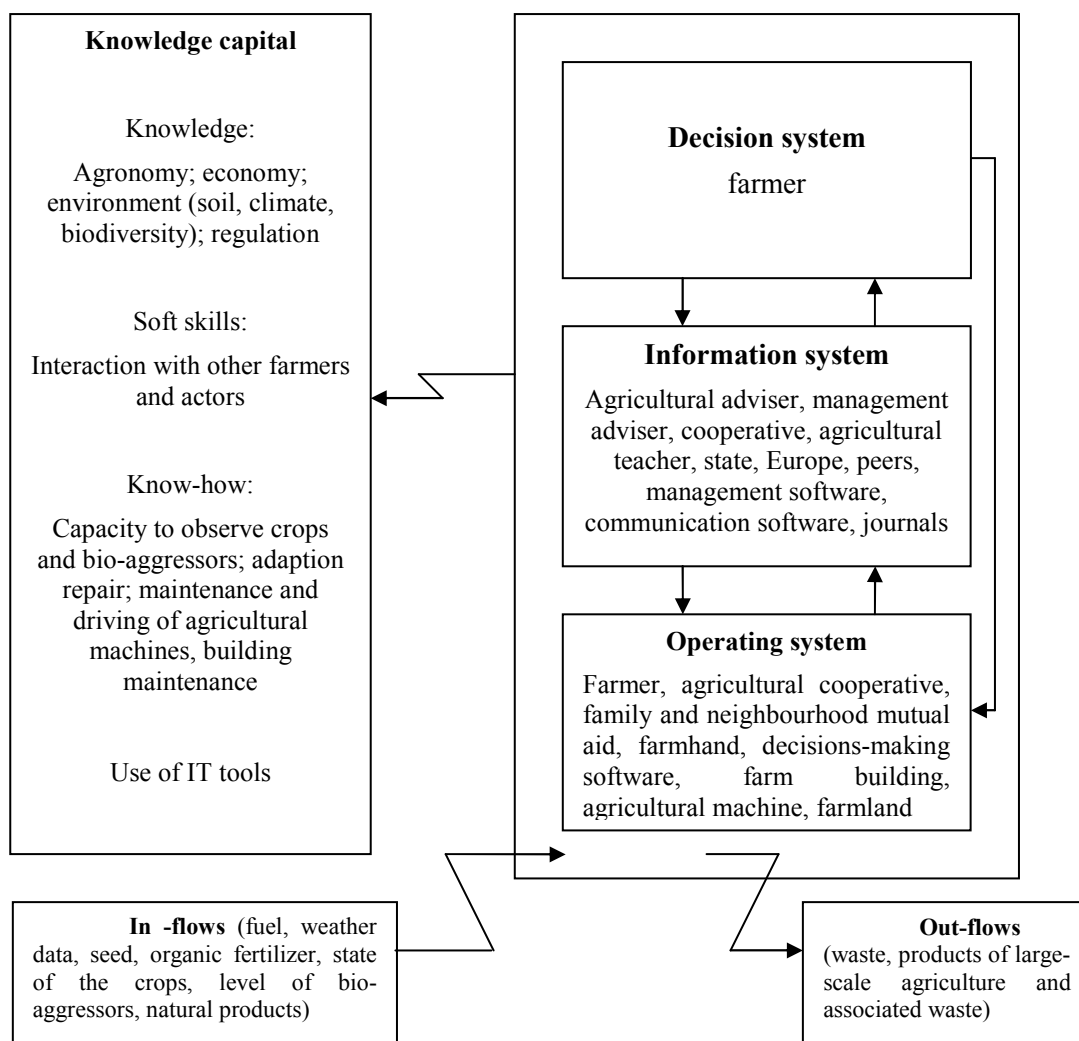 Knowledge capital
Knowledge:
Agronomy; economy;
environment (soil, climate,
biodiversity); regulation
Soft skills:
Interaction with other farmers
and actors
Know-how:
Capacity to observe crops
and bio-aggressors; adaption
repair; maintenance and
driving of agricultural
machines, building
maintenance
Use of IT tools
Decision system
farmer
Information system
Agricultural adviser, management
adviser, cooperative, agricultural
teacher, state, Europe, peers,
management software,
communication software, journals
Operating system
Farmer, agricultural cooperative,
family and neighbourhood mutual
aid, farmhand, decisions-making
software, farm building,
agricultural machine, farmland
In -flows (fuel, weather
data, seed, organic fertilizer, state
of the crops, level of bio-
aggressors, natural products)
Out-flows
(waste, products of large-
scale agriculture and
associated waste)